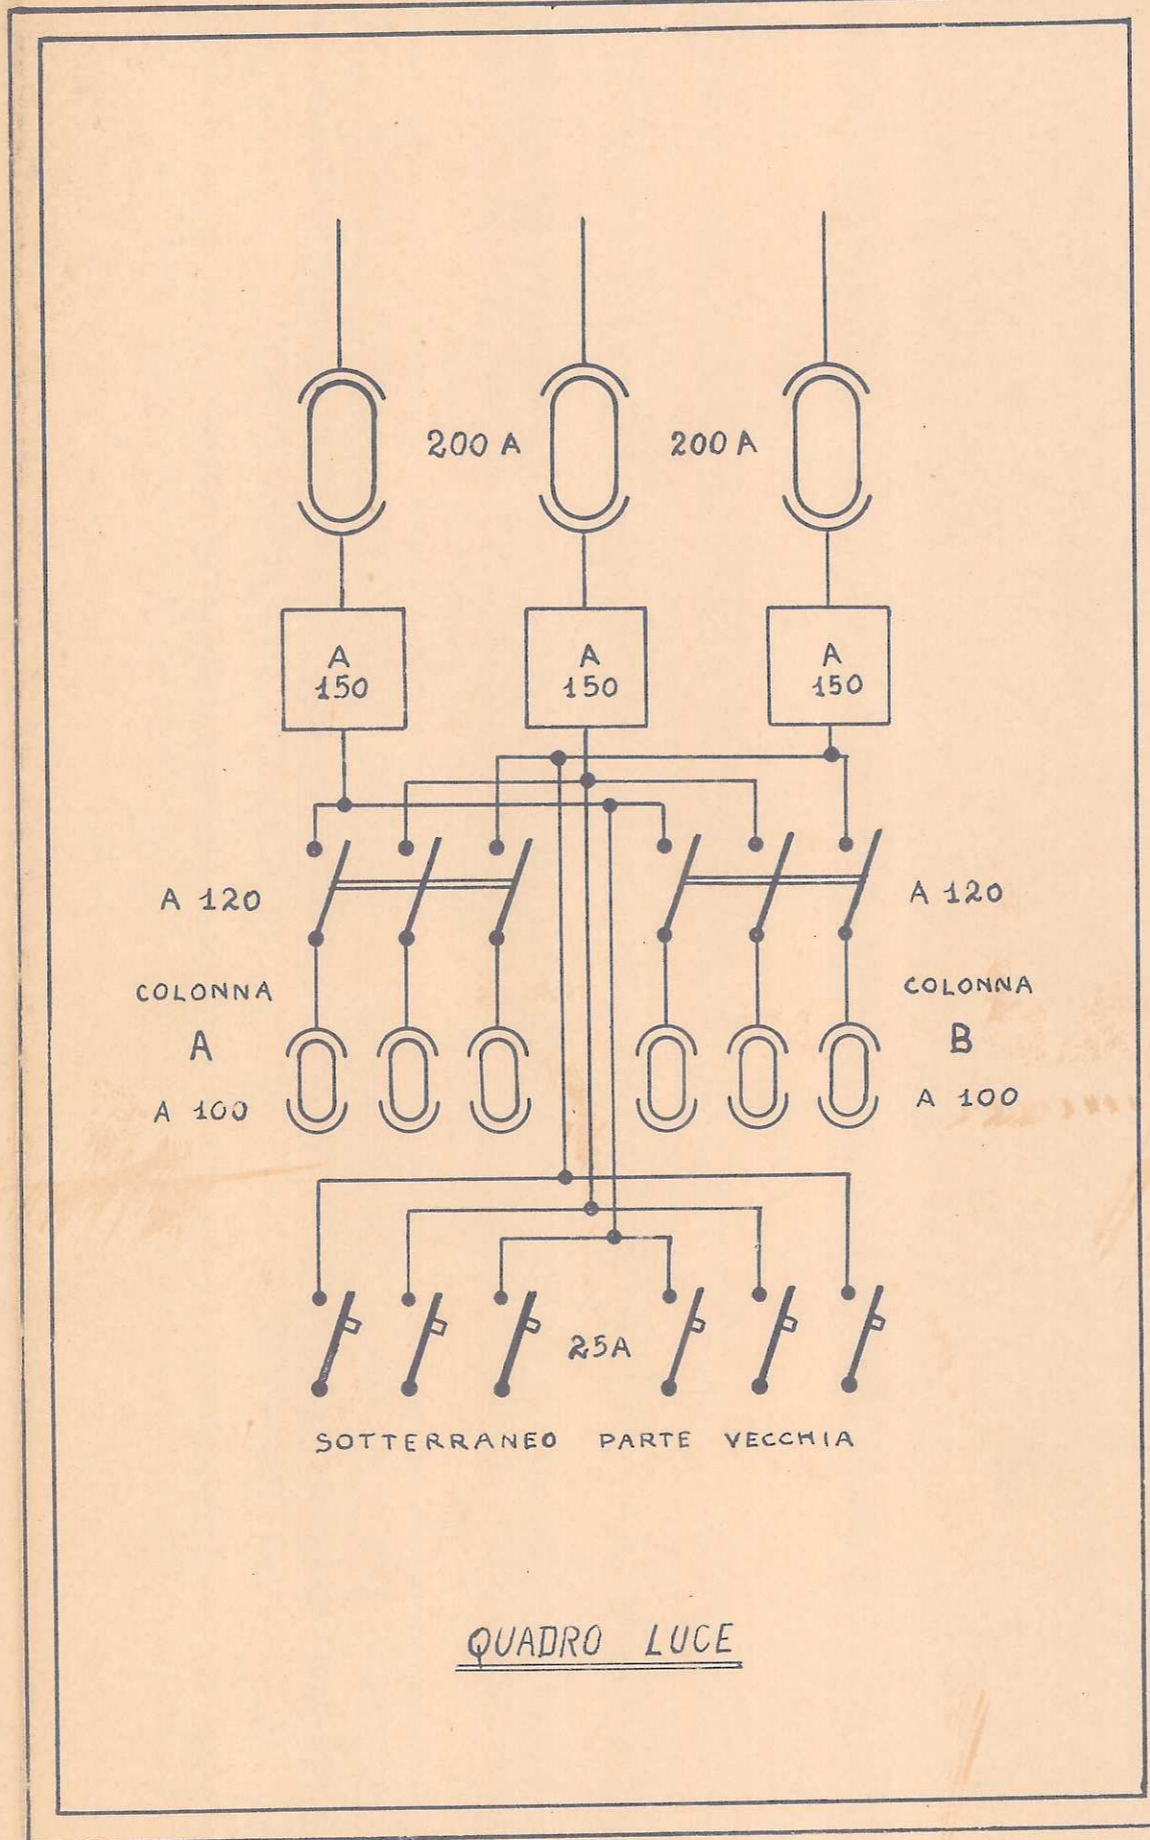 200 A 200 A
A 150
A 150
A 150
A 120
A 120
COLONNA A
A 100
COLONNA B
A 100
25A
SOTTERRANEO PARTE VECCHIA
QUADRO LUCE